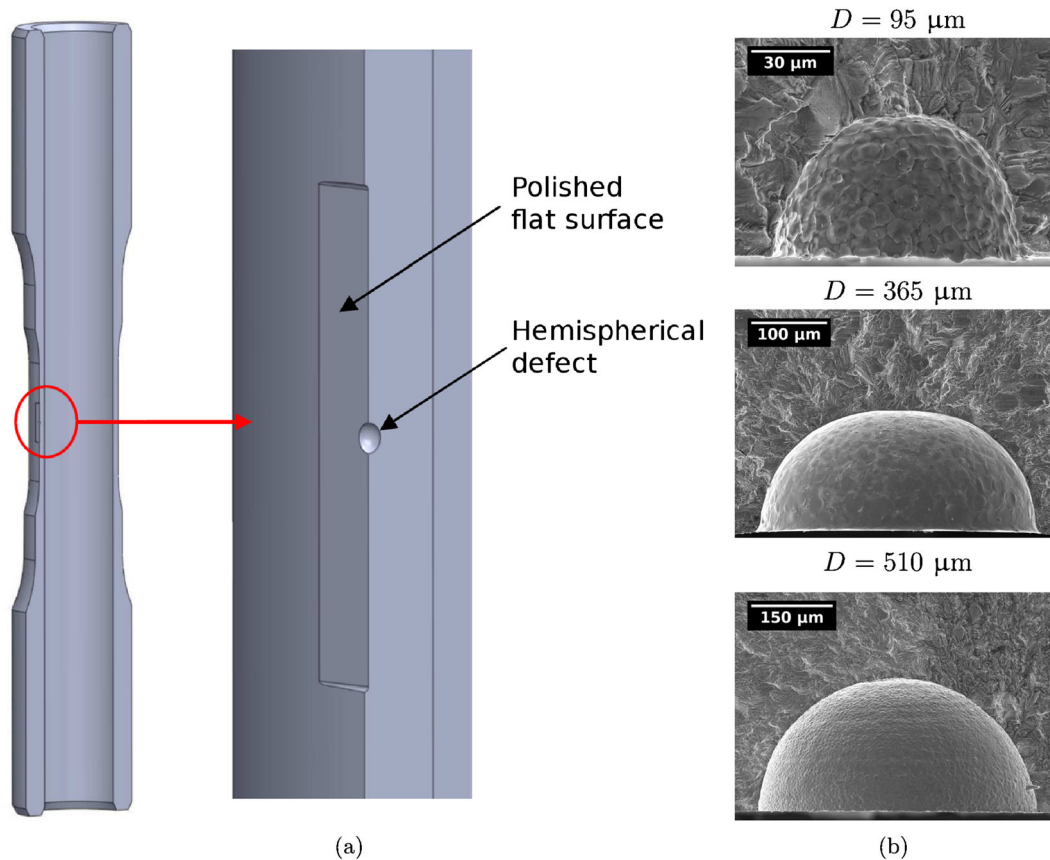 Polished
flat surface
Hemispherical
defect
(a)
D = 95 µm
30 µm
D = 365 µm
100 µm
D = 510 µm
150 µm
(b)